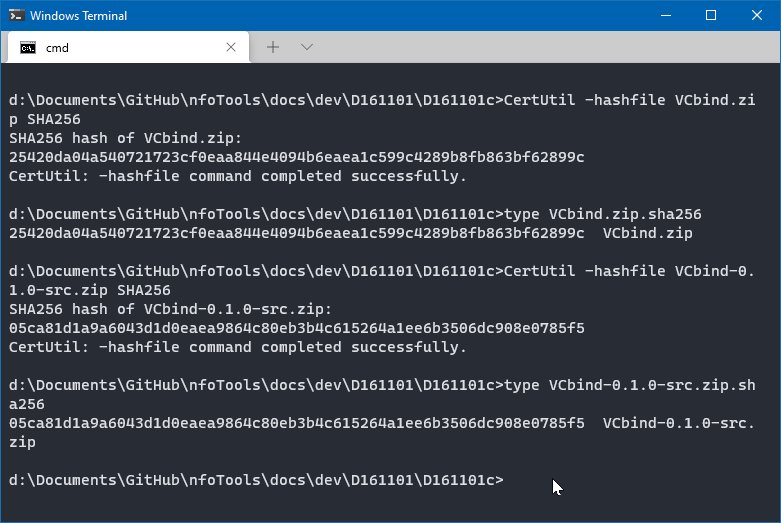 Windows Terminal
cmd
d:\Documents\GitHub\nfoTools\docs\dev\D161101\D161101c>CertUtil -hashfile VCbind.zi
p SHA256
SHA256 hash of VCbind.zip:
25420da04a540721723cf0eaa844e4094b6eaea1c599c4289b8fb863bf62899c
CertUtil: -hashfile command completed successfully.
d:\Documents\GitHub\nfoTools\docs\dev\D161101\D161101c>type VCbind.zip.sha256
25420da04a540721723cf0eaa844e4094b6eaea1c599c4289b8fb863bf62899c  VCbind.zip
d:\Documents\GitHub\nfoTools\docs\dev\D161101\D161101c>CertUtil -hashfile VCbind-0.
1.0-src.zip SHA256
SHA256 hash of VCbind-0.1.0-src.zip:
05ca81d1a9a6043d1d0eaea9864c80eb3b4c615264a1ee6b3506dc908e0785f5
CertUtil: -hashfile command completed successfully.
d:\Documents\GitHub\nfoTools\docs\dev\D161101\D161101c>type VCbind-0.1.0-src.zip.sh
a256
05ca81d1a9a6043d1d0eaea9864c80eb3b4c615264a1ee6b3506dc908e0785f5  VCbind-0.1.0-src.
zip
d:\Documents\GitHub\nfoTools\docs\dev\D161101\D161101c>